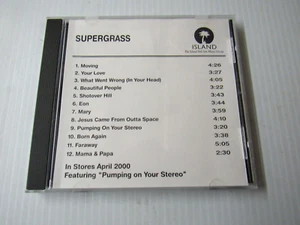 SUPERGRASS
ISLAND
1. Moving 4:26
2. Your Love 3:27
3. What Went Wrong (In Your Head) 4:05
4. Beautiful People 3:22
5. Shotover Hill 3:43
6. Eon 3:44
7. Mary 3:59
8. Jesus Came From Outta Space 4:10
9. Pumping On Your Stereo 3:20
10. Born Again 3:38
11. Faraway 5:05
12. Mama & Papa 2:30
In Stores April 2000
Featuring "Pumping on Your Stereo"